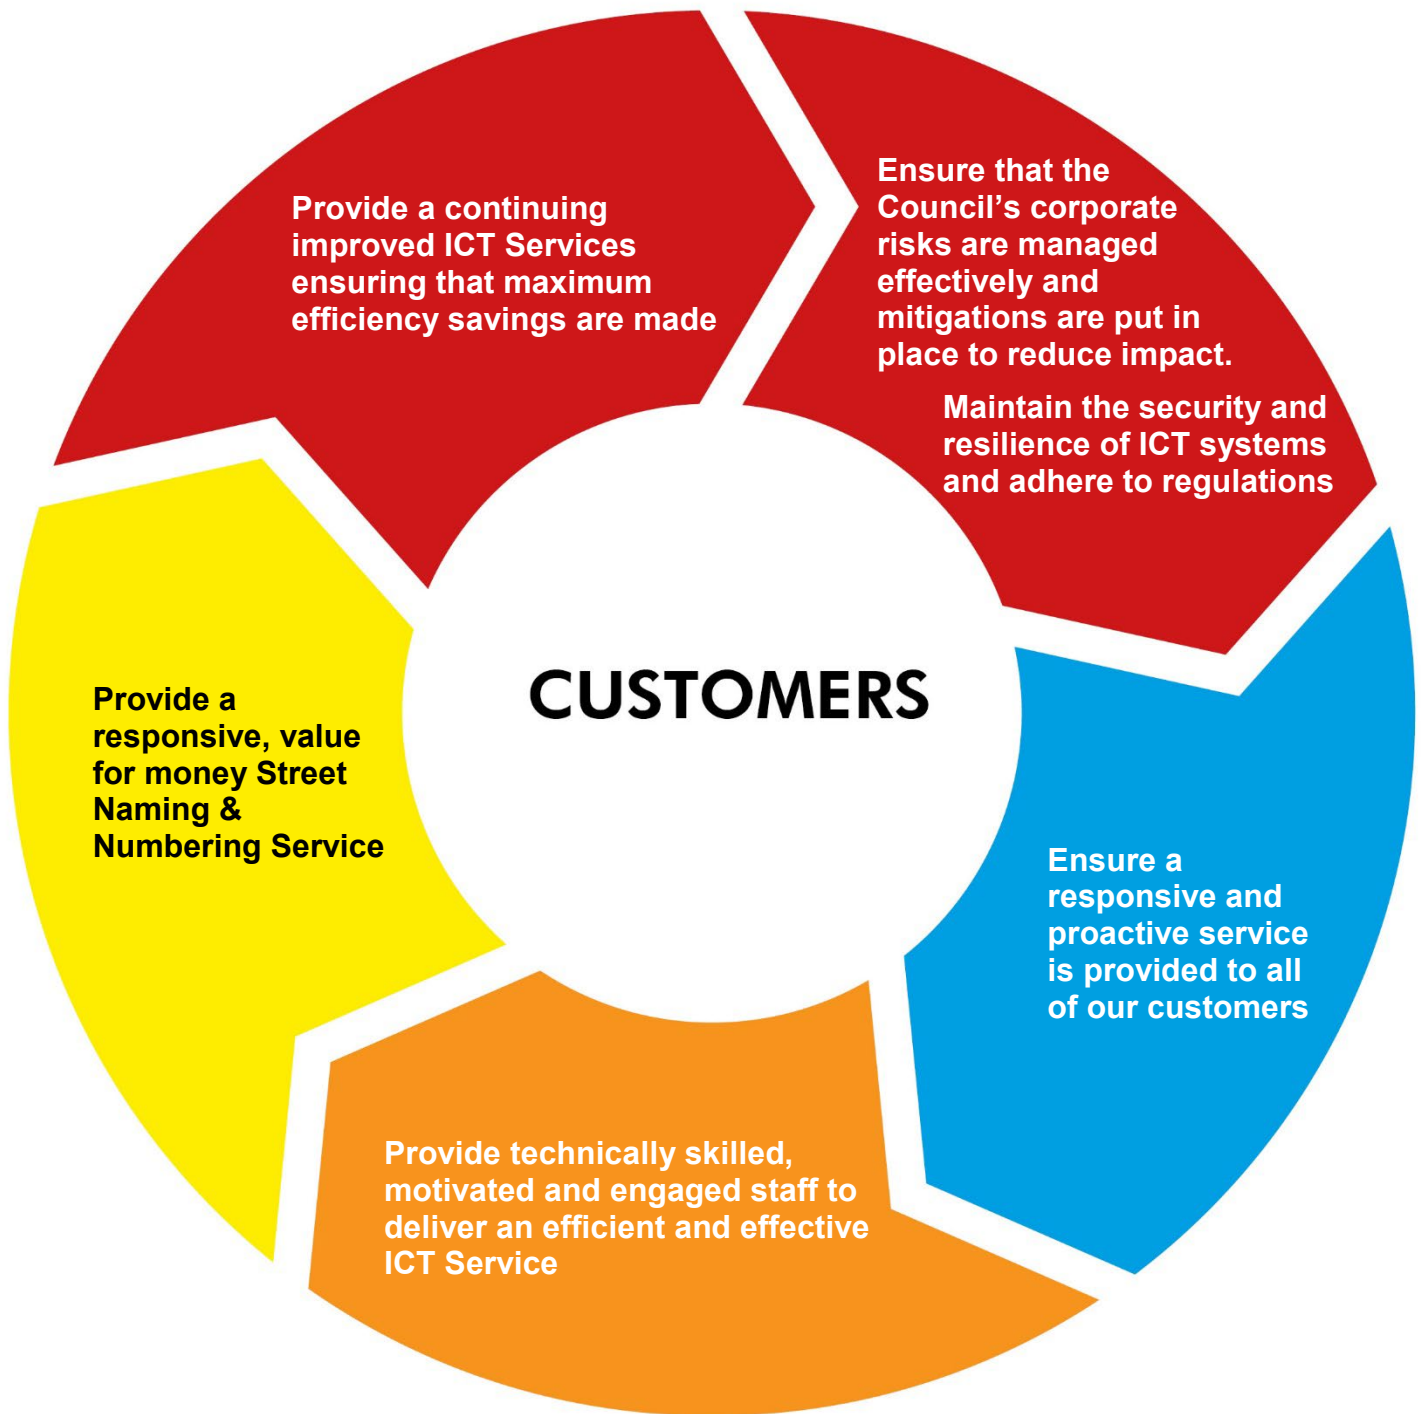 Provide a continuing
improved ICT Services
ensuring that maximum
efficiency savings are made
Ensure that the
Council’s corporate
risks are managed
effectively and
mitigations are put in
place to reduce impact.
Maintain the security and
resilience of ICT systems
and adhere to regulations
CUSTOMERS
Provide a
responsive, value
for money Street
Naming &
Numbering Service
Ensure a
responsive and
proactive service
is provided to all
of our customers
Provide technically skilled,
motivated and engaged staff to
deliver an efficient and effective
ICT Service